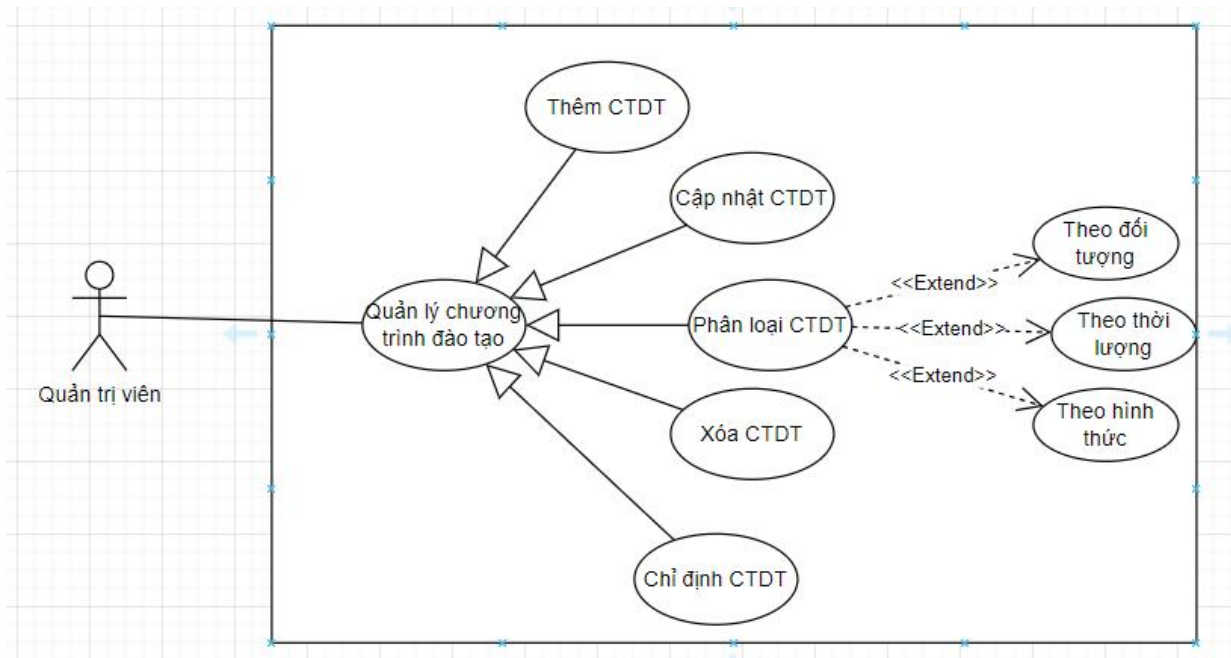 Thêm CTDT
Cập nhật CTDT
Theo đối
tượng
<<Extend>>
Quản lý chương
trình đào tạo
Phân loại CTDT
<<Extend>>
Theo thời
lượng
<<Extend>>
Quản trị viên
Theo hình
thức
Xóa CTDT
Chỉ định CTDT